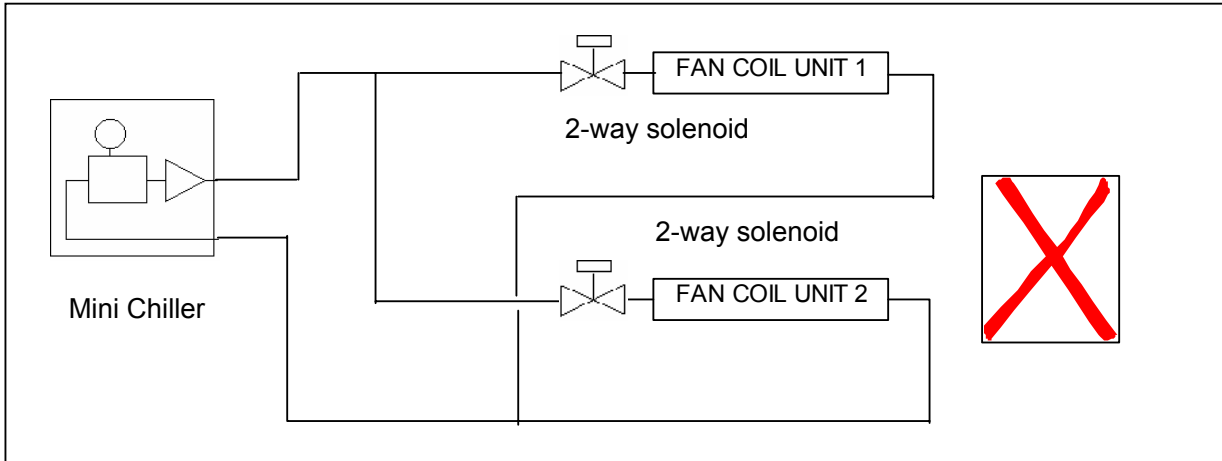 FAN COIL UNIT 1
2-way solenoid
2-way solenoid
FAN COIL UNIT 2
Mini Chiller